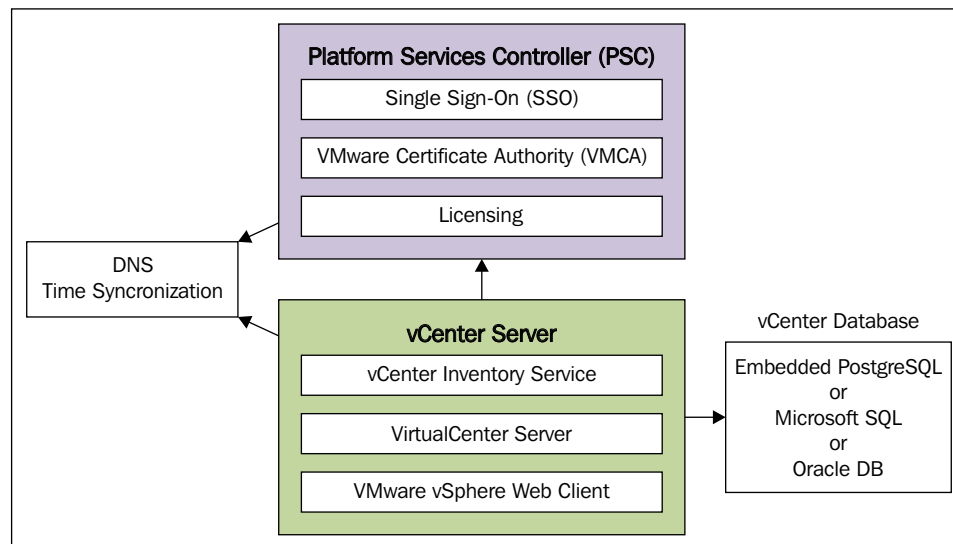 Platform Services Controller (PSC)
Single Sign-On (SSO)
VMware Certificate Authority (VMCA)
Licensing
DNS
Time Syncronization
vCenter Server
vCenter Inventory Service
VirtualCenter Server
VMware vSphere Web Client
vCenter Database
Embedded PostgreSQL
or
Microsoft SQL
or
Oracle DB